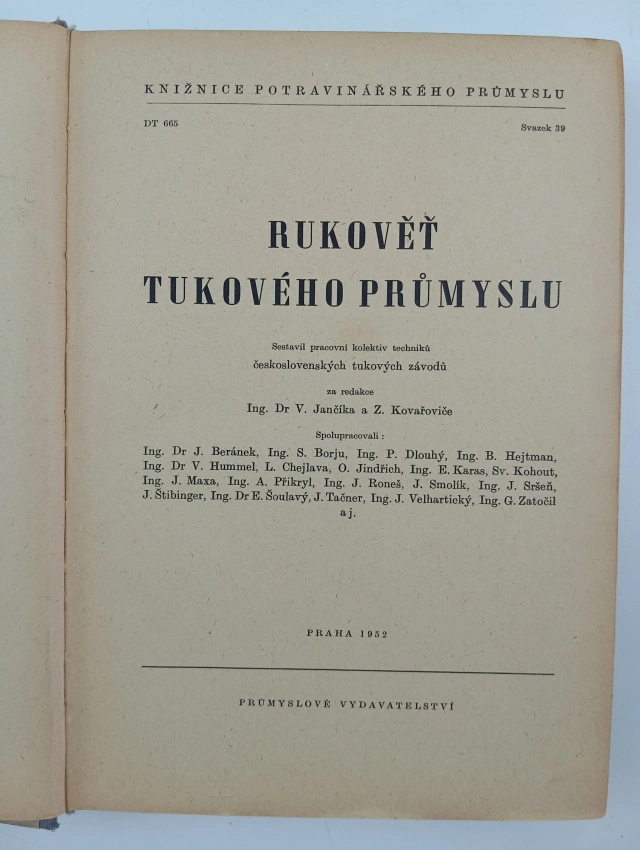 KNIŽNICE POTRAVINÁŘSKÉHO PRŮMYSLU
DT 665
Svazek 39
RUKOVĚŤ
TUKOVÉHO PRŮMYSLU
Sestavil pracovní kolektiv techniků
československých tukových závodů
za redakce
Ing. Dr V. Jančíka a Z. Kovařoviče
Spolupracovali :
Ing. Dr J. Beránek, Ing. S. Borju, Ing. P. Dlouhý, Ing. B. Hejtman,
Ing. Dr V. Hummel, L. Chejlava, O. Jindřich, Ing. E. Karas, Sv. Kohout,
Ing. J. Maxa, Ing. A. Přikryl, Ing. J. Roneš, J. Smolík, Ing. J. Sršeň,
J. Štibinger, Ing. Dr E. Šoulavý, J. Tačner, Ing. J. Velhartický, Ing. G. Zatočil
a j.
PRAHA 1952
PRŮMYSLOVÉ VYDAVATELSTVÍ